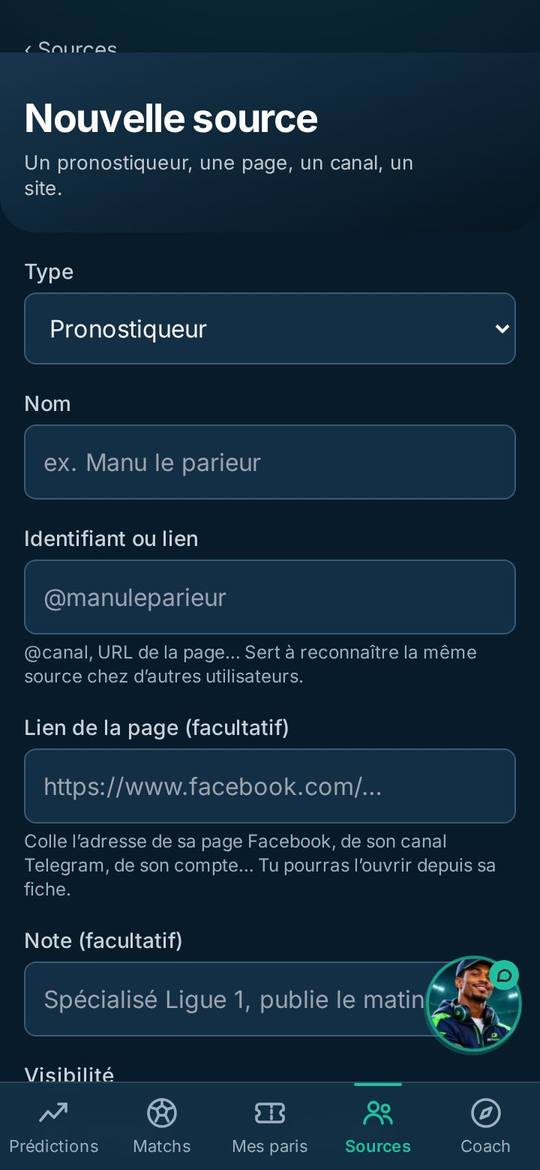 ‹ Sources
Nouvelle source
Un pronostiqueur, une page, un canal, un
site.
Type
Pronostiqueur
Nom
ex. Manu le parieur
Identifiant ou lien
@manuleparieur
@canal, URL de la page... Sert à reconnaître la même
source chez d’autres utilisateurs.
Lien de la page (facultatif)
https://www.facebook.com/...
Colle l’adresse de sa page Facebook, de son canal
Telegram, de son compte... Tu pourras l’ouvrir depuis sa
fiche.
Note (facultatif)
Spécialisé Ligue 1, publie le matin
Visibilité
Prédictions
Matchs
Mes paris
Sources
Coach